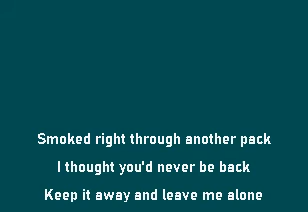 Smoked right through another pack
I thought you'd never be back
Keep it away and leave me alone